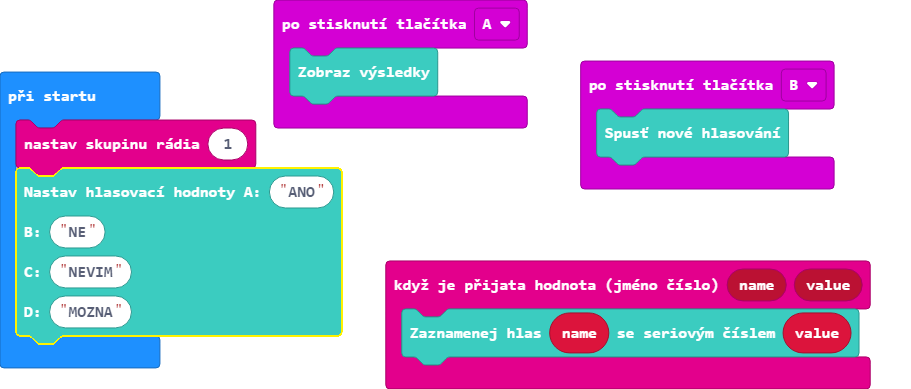 po stisknutí tlačítka A
Zobraz výsledky
po stisknutí tlačítka B
Spusť nové hlasování
při startu
nastav skupinu rádia 1
Nastav hlasovací hodnoty A: "ANO"
B: "NE"
C: "NEVIM"
D: "MOZNA"
když je přijata hodnota (jméno číslo) name value
Zaznamenej hlas name se seriovým číslem value